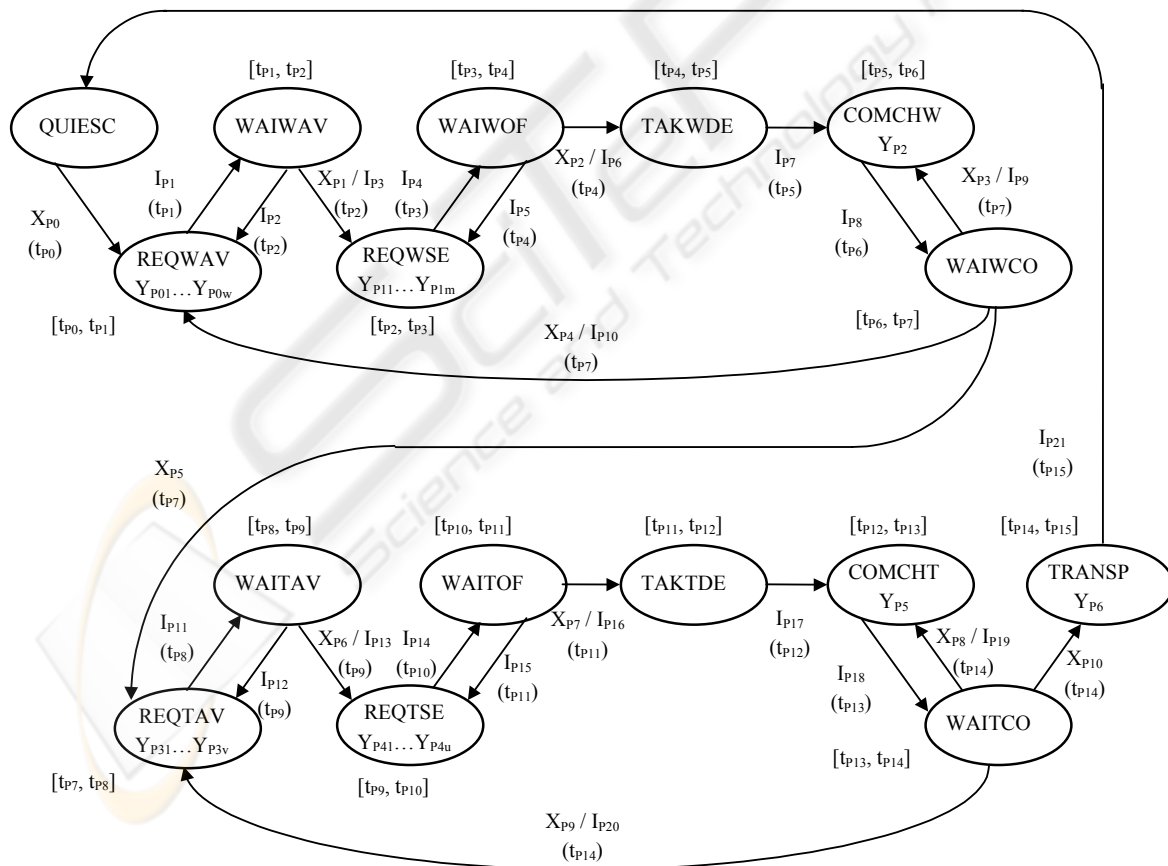 [tP1, tP2]
[tP3, tP4]
[tP4, tP5]
[tP5, tP6]
QUIESC
WAIWAV
WAIWOF
TAKWDE
COMCHW
YP2
XP0
(tP0)
IP1
(tP1)
IP2
(tP2)
XP1 / IP3
(tP2)
IP4
(tP3)
IP5
(tP4)
XP2 / IP6
(tP4)
IP7
(tP5)
IP8
(tP6)
XP3 / IP9
(tP7)
REQWAV
YP01…YP0w
REQWSE
YP11…YP1m
WAIWCO
[tP0, tP1]
[tP2, tP3]
[tP6, tP7]
XP4 / IP10
(tP7)
XP5
(tP7)
IP21
(tP15)
[tP8, tP9]
[tP10, tP11]
[tP11, tP12]
[tP12, tP13]
[tP14, tP15]
WAITAV
WAITOF
TAKTDE
COMCHT
YP5
TRANSP
YP6
IP11
(tP8)
IP12
(tP9)
XP6 / IP13
(tP9)
IP14
(tP10)
IP15
(tP11)
XP7 / IP16
(tP11)
IP17
(tP12)
IP18
(tP13)
XP8 / IP19
(tP14)
XP10
(tP14)
REQTAV
YP31…YP3v
REQTSE
YP41…YP4u
WAITCO
[tP7, tP8]
[tP9, tP10]
[tP13, tP14]
XP9 / IP20
(tP14)
Science and Technology